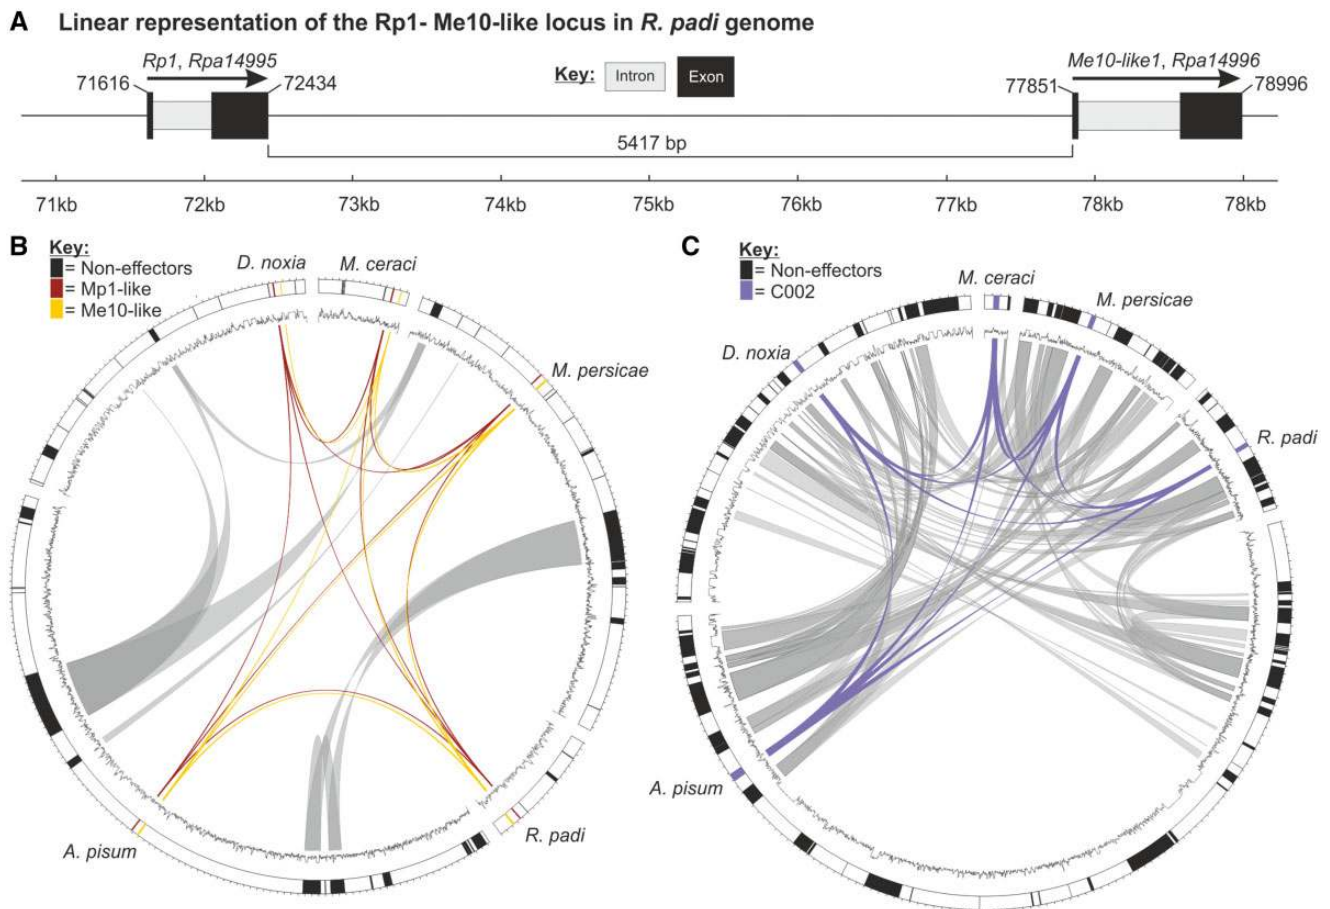 A Linear representation of the Rp1- Me10-like locus in R. padi genome
Rp1, Rpa14995
71616
72434
Key: Intron Exon
Me10-like1, Rpa14996
77851
78996
5417 bp
71kb 72kb 73kb 74kb 75kb 76kb 77kb 78kb 78kb
B
Key:
= Non-effectors
= Mp1-like
= Me10-like
D. noxia
M. ceraci
M. persicae
R. padi
A. pisum
C
Key:
= Non-effectors
= C002
M. ceraci
M. persicae
D. noxia
R. padi
A. pisum